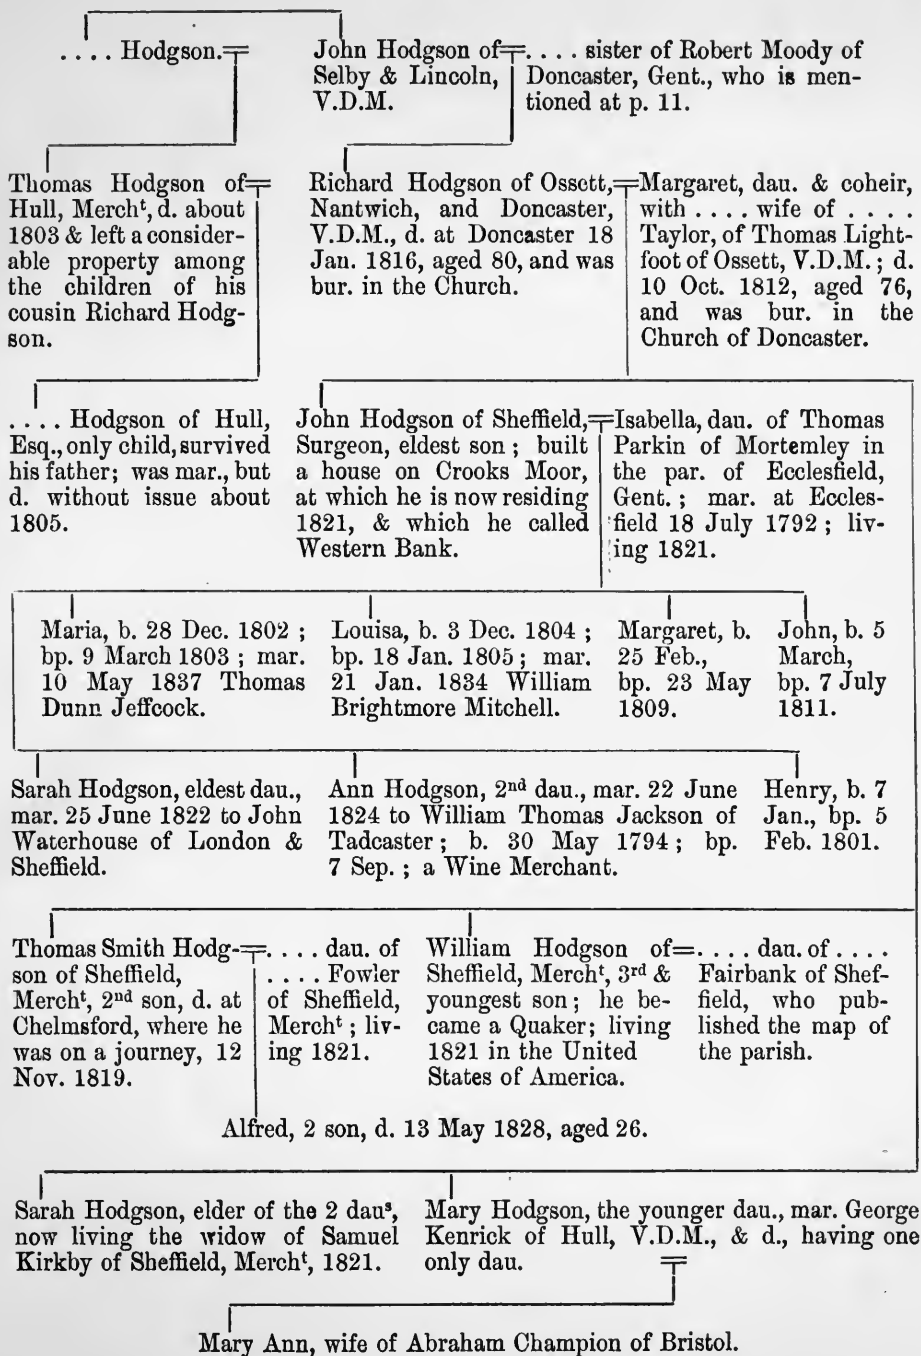 .... Hodgson.
John Hodgson of
Selby & Lincoln,
V.D.M.
.... sister of Robert Moody of
Doncaster, Gent., who is men-
tioned at p. 11.
Thomas Hodgson of
Hull, Merchᵗ, d. about
1803 & left a consider-
able property among
the children of his
cousin Richard Hodg-
son.
Richard Hodgson of Ossett,
Nantwich, and Doncaster,
V.D.M., d. at Doncaster 18
Jan. 1816, aged 80, and was
bur. in the Church.
Margaret, dau. & coheir,
with .... wife of ....
Taylor, of Thomas Light-
foot of Ossett, V.D.M. ; d.
10 Oct. 1812, aged 76,
and was bur. in the
Church of Doncaster.
.... Hodgson of Hull,
Esq., only child, survived
his father; was mar., but
d. without issue about
1805.
John Hodgson of Sheffield,
Surgeon, eldest son ; built
a house on Crooks Moor,
at which he is now residing
1821, & which he called
Western Bank.
Isabella, dau. of Thomas
Parkin of Mortemley in
the par. of Ecclesfield,
Gent. ; mar. at Eccles-
field 18 July 1792 ; liv-
ing 1821.
Maria, b. 28 Dec. 1802 ;
bp. 9 March 1803 ; mar.
10 May 1837 Thomas
Dunn Jeffcock.
Louisa, b. 3 Dec. 1804 ;
bp. 18 Jan. 1805 ; mar.
21 Jan. 1834 William
Brightmore Mitchell.
Margaret, b.
25 Feb.,
bp. 23 May
1809.
John, b. 5
March,
bp. 7 July
1811.
Sarah Hodgson, eldest dau.,
mar. 25 June 1822 to John
Waterhouse of London &
Sheffield.
Ann Hodgson, 2ⁿᵈ dau., mar. 22 June
1824 to William Thomas Jackson of
Tadcaster ; b. 30 May 1794 ; bp.
7 Sep. ; a Wine Merchant.
Henry, b. 7
Jan., bp. 5
Feb. 1801.
Thomas Smith Hodg-
son of Sheffield,
Merchᵗ, 2ⁿᵈ son, d. at
Chelmsford, where he
was on a journey, 12
Nov. 1819.
.... dau. of
.... Fowler
of Sheffield,
Merchᵗ ; liv-
ing 1821.
William Hodgson of
Sheffield, Merchᵗ, 3ʳᵈ &
youngest son ; he be-
came a Quaker; living
1821 in the United
States of America.
.... dau. of ....
Fairbank of Shef-
field, who pub-
lished the map of
the parish.
Alfred, 2 son, d. 13 May 1828, aged 26.
Sarah Hodgson, elder of the 2 dauˢ,
now living the widow of Samuel
Kirkby of Sheffield, Merchᵗ, 1821.
Mary Hodgson, the younger dau., mar. George
Kenrick of Hull, V.D.M., & d., having one
only dau.
Mary Ann, wife of Abraham Champion of Bristol.